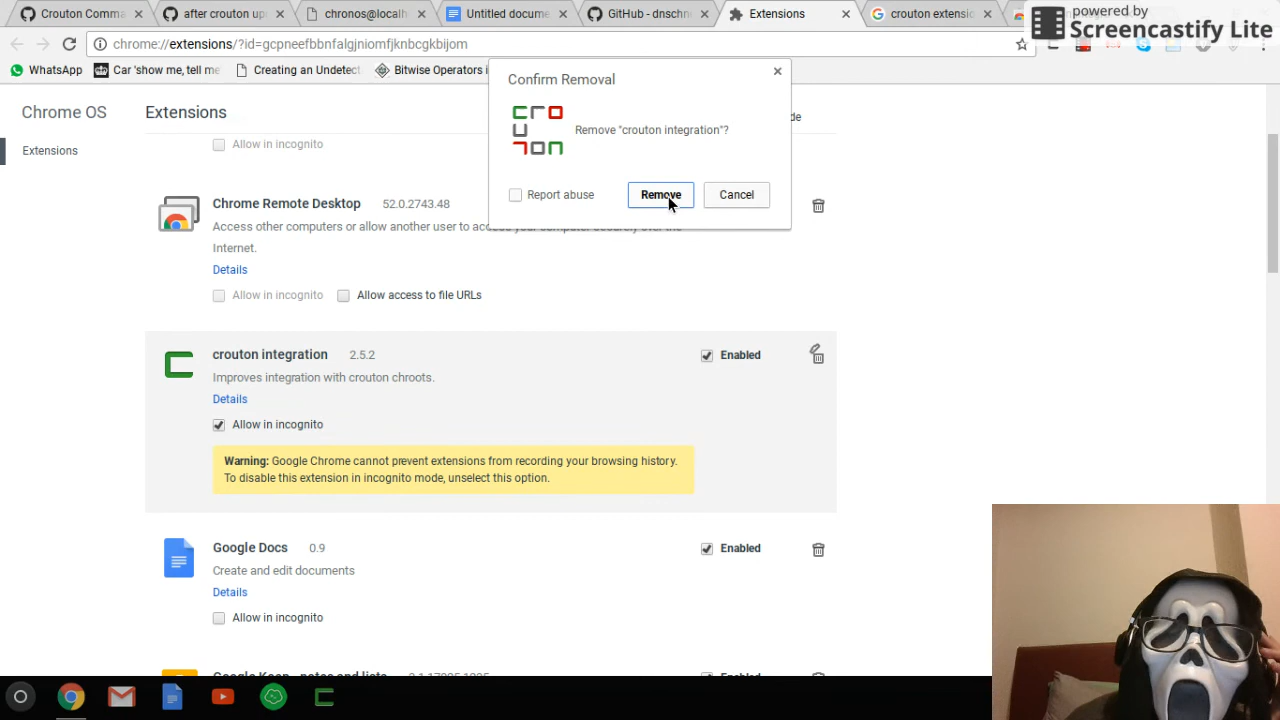 Crouton Comma
after crouton up
chronos@localh
Untitled docume
GitHub - dnschn
Extensions
crouton extensio
powered by
Screencastify Lite
chrome://extensions/?id=gcpneefbbnfalgjniomfjknbcgkbijom
WhatsApp
Car 'show me, tell me
Creating an Undetect
Bitwise Operators i
Chrome OS
Extensions
Extensions
Confirm Removal
Remove "crouton integration"?
Report abuse
Remove
Cancel
Allow in incognito
Chrome Remote Desktop 52.0.2743.48
Access other computers or allow another user to access your computer securely over the
Internet.
Details
Allow in incognito
Allow access to file URLs
crouton integration 2.5.2
Enabled
Improves integration with crouton chroots.
Details
Allow in incognito
Warning: Google Chrome cannot prevent extensions from recording your browsing history.
To disable this extension in incognito mode, unselect this option.
Google Docs 0.9
Enabled
Create and edit documents
Details
Allow in incognito
Google Keep - notes and lists